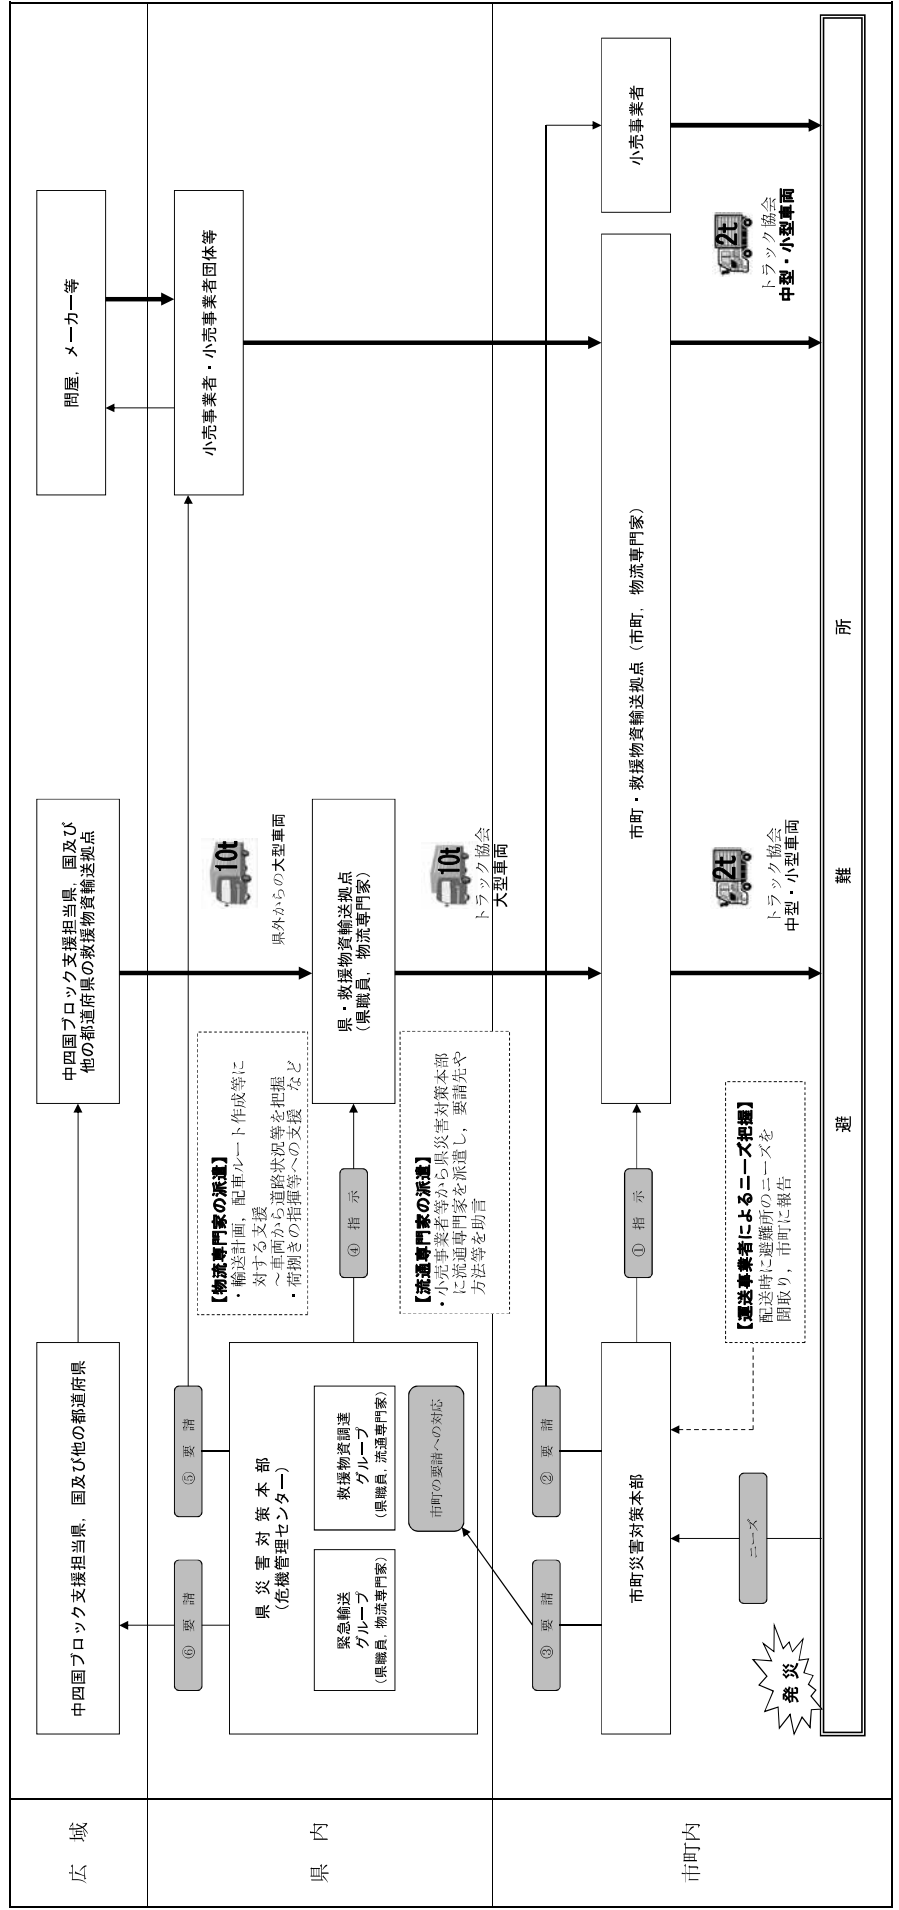 広　域
中四国ブロック支援担当県，国及び他の都道府県
中四国ブロック支援担当県，国及び
他の都道府県の救援物資輸送拠点
問屋，メーカー等
県　内
⑥ 要 請
⑤ 要 請
県 災 害 対 策 本 部
（危機管理センター）
緊急輸送
グループ
（県職員，物流専門家）
救援物資調達
グループ
（県職員，流通専門家）
市町の要請への対応
【物流専門家の派遣】
・輸送計画，配車ルート作成等に
対する支援
～車両から道路状況等を把握
・荷捌きの指揮等への支援　など
④ 指 示
【流通専門家の派遣】
・小売事業者等から県災害対策本部
に流通専門家を派遣し，要請先や
方法等を助言
10t
県外からの大型車両
県・救援物資輸送拠点
（県職員，物流専門家）
10t
トラック協会
大型車両
小売事業者・小売事業者団体等
市町内
③ 要 請
② 要 請
市町災害対策本部
① 指 示
市町・救援物資輸送拠点（市町，物流専門家）
小売事業者
ニーズ
【運送事業者によるニーズ把握】
配送時に避難所のニーズを
聞取り，市町に報告
2t
トラック協会
中型・小型車両
2t
トラック協会
中型・小型車両
発 災
避　難　所